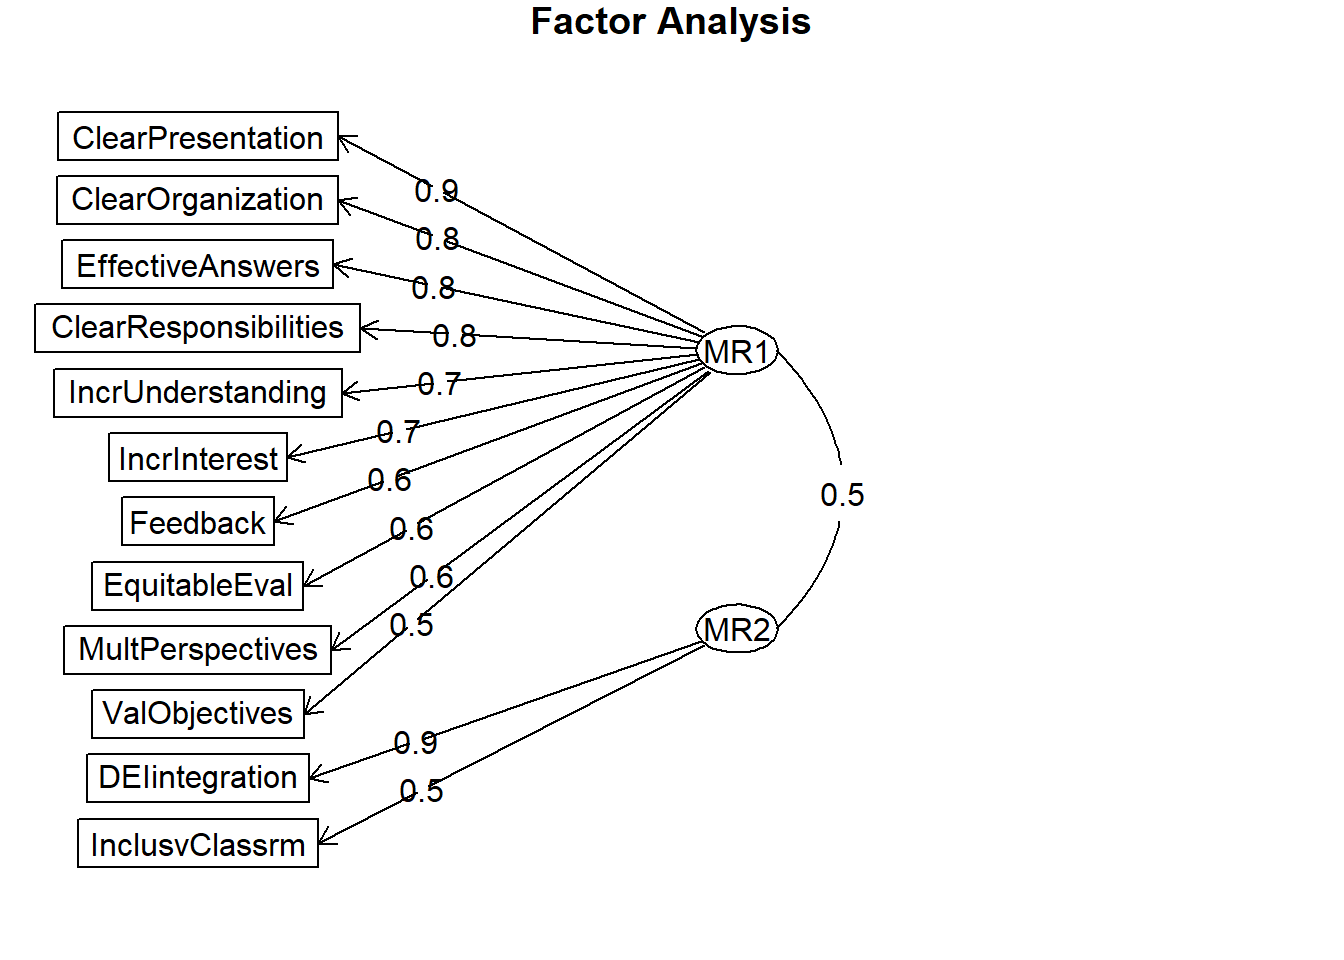 Factor Analysis
ClearPresentation
0.9
ClearOrganization
0.8
EffectiveAnswers
0.8
ClearResponsibilities
0.8
MR1
IncrUnderstanding
0.7
IncrInterest
0.7
Feedback
0.6
0.5
EquitableEval
0.6
MultPerspectives
0.6
ValObjectives
0.5
MR2
DEIintegration
0.9
InclusvClassrm
0.5